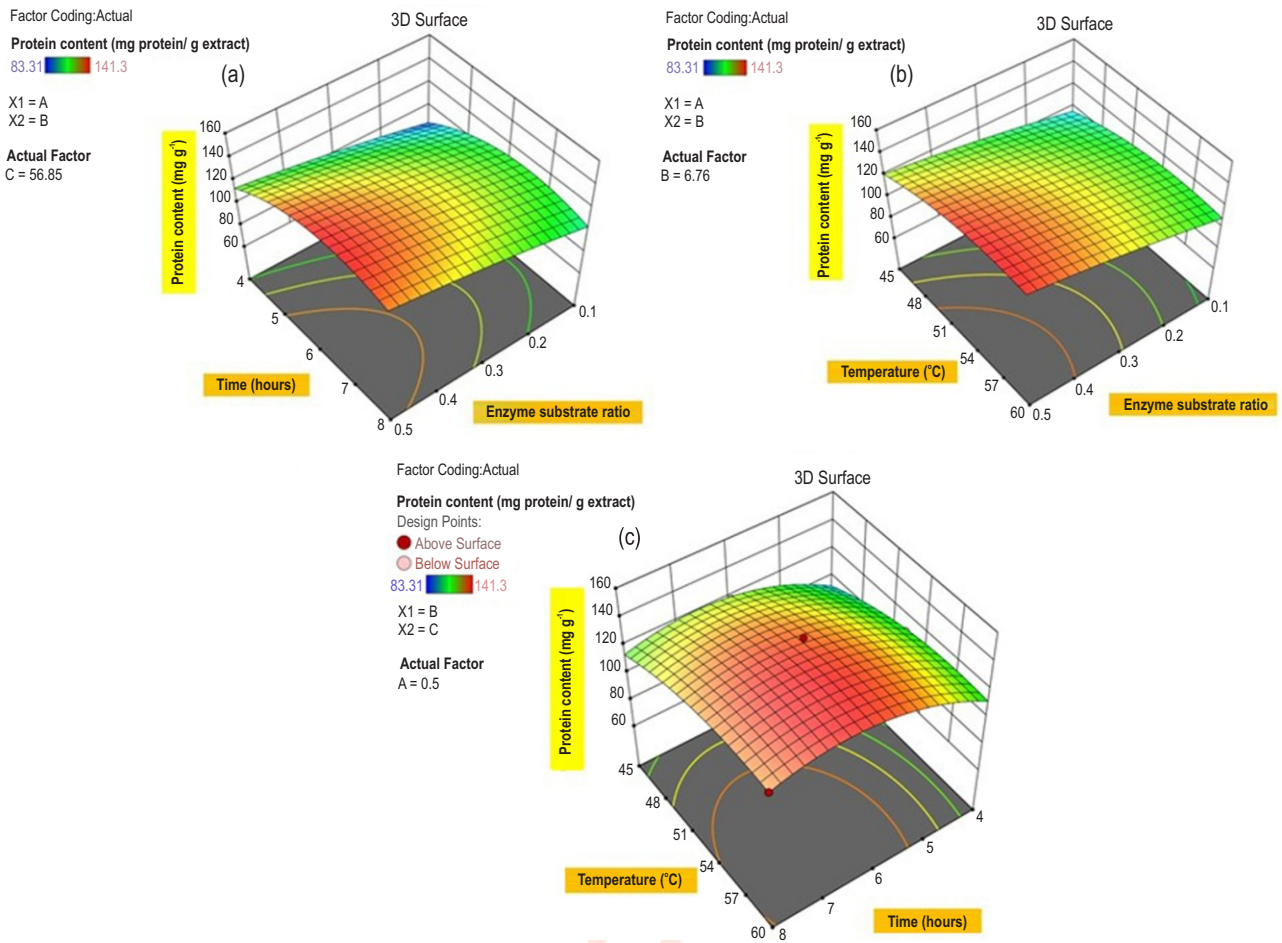 Factor Coding:Actual
3D Surface
Protein content (mg protein/ g extract)
83.31 141.3
(a)
X1 = A
X2 = B
Actual Factor
C = 56.85
Protein content (mg g⁻¹)
160
140
120
100
80
60
4
5
6
7
8
Time (hours)
0.1
0.2
0.3
0.4
0.5
Enzyme substrate ratio
Factor Coding:Actual
3D Surface
Protein content (mg protein/ g extract)
83.31 141.3
(b)
X1 = A
X2 = B
Actual Factor
B = 6.76
Protein content (mg g⁻¹)
160
140
120
100
80
60
45
48
51
54
57
60
Temperature (°C)
0.1
0.2
0.3
0.4
0.5
Enzyme substrate ratio
Factor Coding:Actual
3D Surface
Protein content (mg protein/ g extract)
Design Points:
Above Surface
Below Surface
83.31 141.3
(c)
X1 = B
X2 = C
Actual Factor
A = 0.5
Protein content (mg g⁻¹)
160
140
120
100
80
60
45
48
51
54
57
60
Temperature (°C)
4
5
6
7
8
Time (hours)